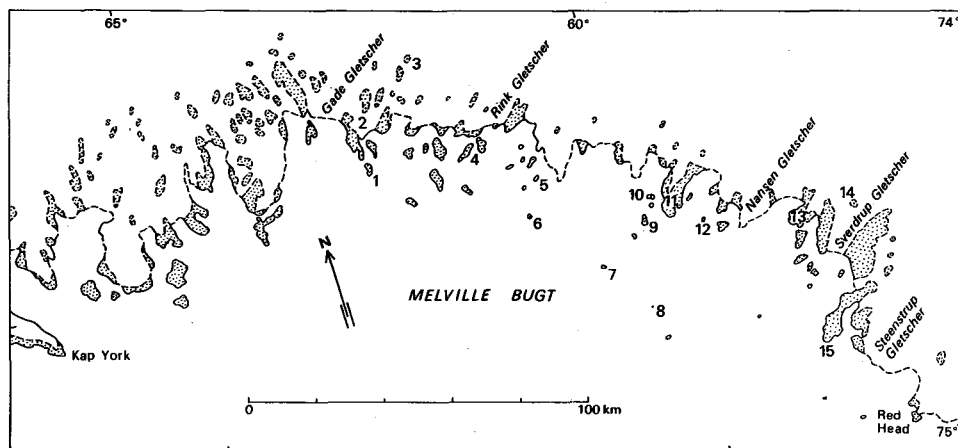 65°
60°
74°
Gade Gletscher
3
Rink Gletscher
2
4
1
5
Nansen Gletscher
10
11
14
6
9
12
13
Sverdrup Gletscher
N
7
MELVILLE BUGT
8
15
Steenstrup
Gletscher
Kap York
0
100 km
Red
Head
75°